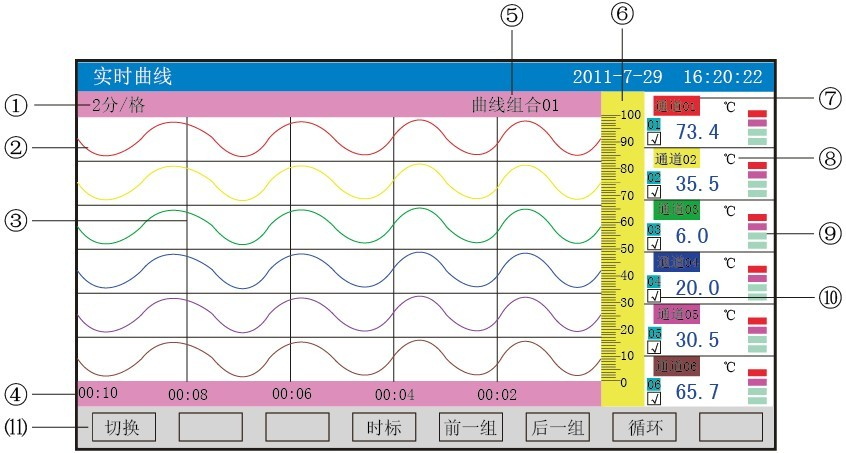 ⑤ ⑥
实时曲线 2011-7-29 16:20:22
① 2分/格 曲线组合01
100
90
80
70
60
50
40
30
20
10
0
通道01 ℃ ⑦
01 73.4
②
通道02 ℃ ⑧
02 35.5
③
通道03 ℃
03 6.0 ⑨
通道04 ℃
04 20.0 ⑩
通道05 ℃
05 30.5
通道06 ℃
06 65.7
④ 00:10 00:08 00:06 00:04 00:02
⑾ 切换 时标 前一组 后一组 循环